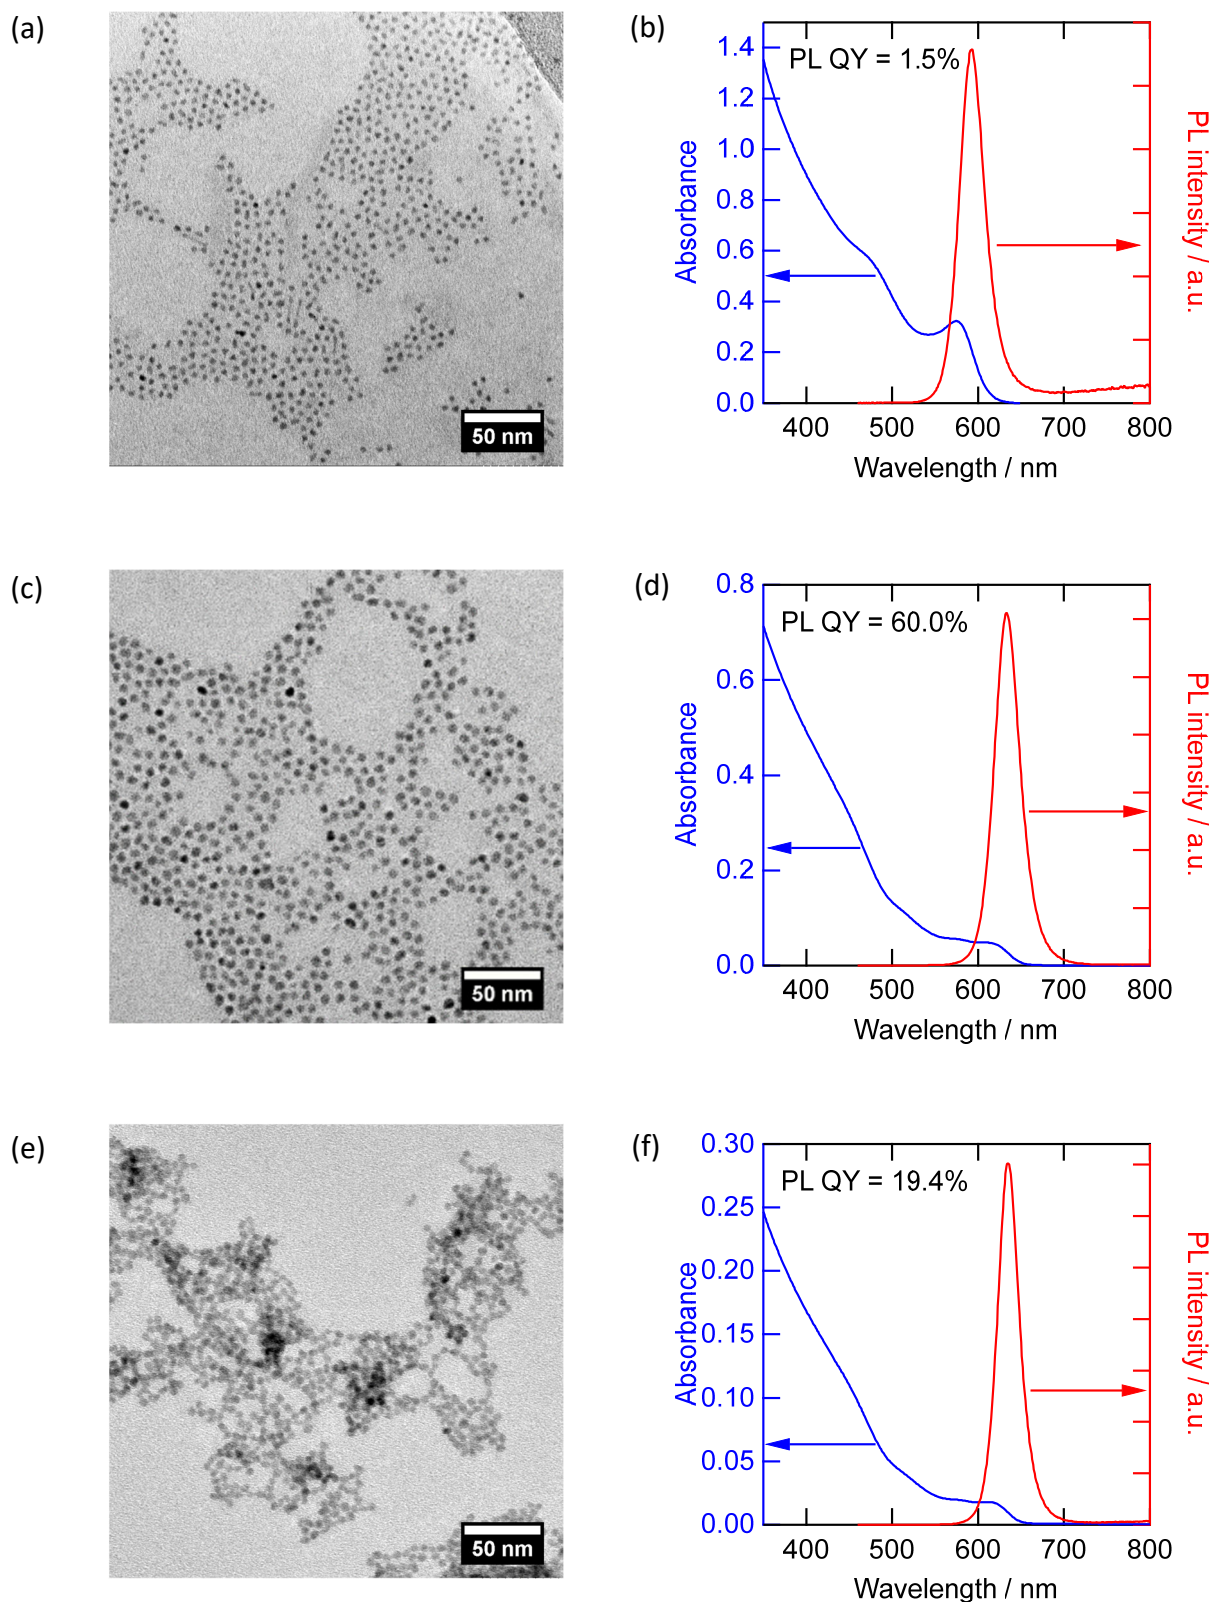 (a)
50 nm
(b)
PL QY = 1.5%
1.4
1.2
1.0
0.8
0.6
0.4
0.2
0.0
Absorbance
PL intensity / a.u.
400 500 600 700 800
Wavelength / nm
(c)
50 nm
(d)
PL QY = 60.0%
0.8
0.6
0.4
0.2
0.0
Absorbance
PL intensity / a.u.
400 500 600 700 800
Wavelength / nm
(e)
50 nm
(f)
PL QY = 19.4%
0.30
0.25
0.20
0.15
0.10
0.05
0.00
Absorbance
PL intensity / a.u.
400 500 600 700 800
Wavelength / nm